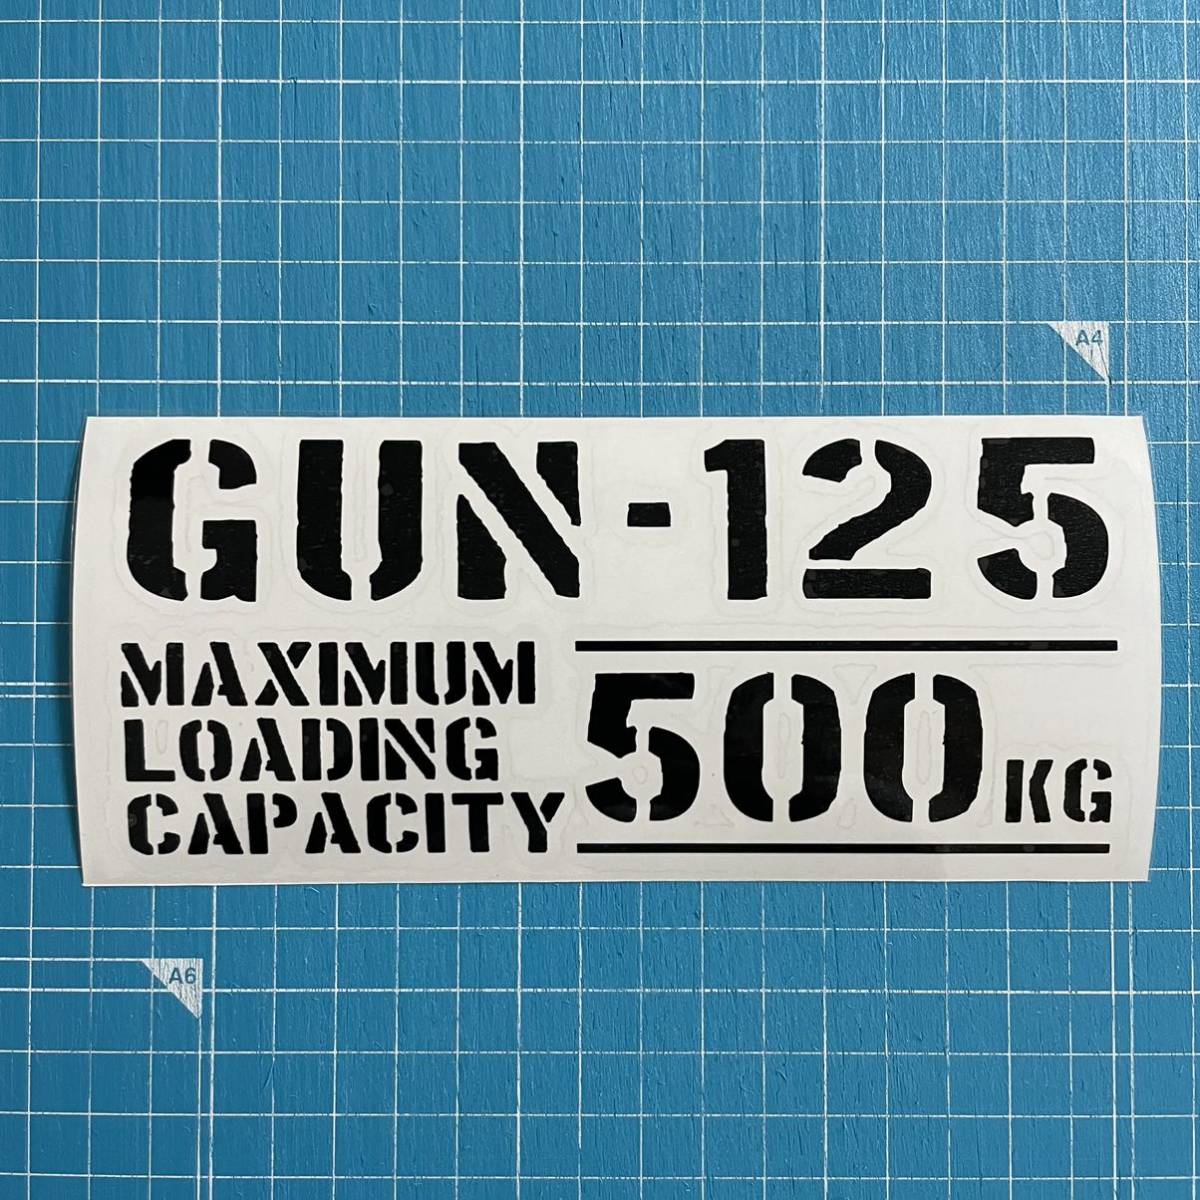 A4
GUN-125
MAXIMUM
LOADING
CAPACITY
500KG
A6